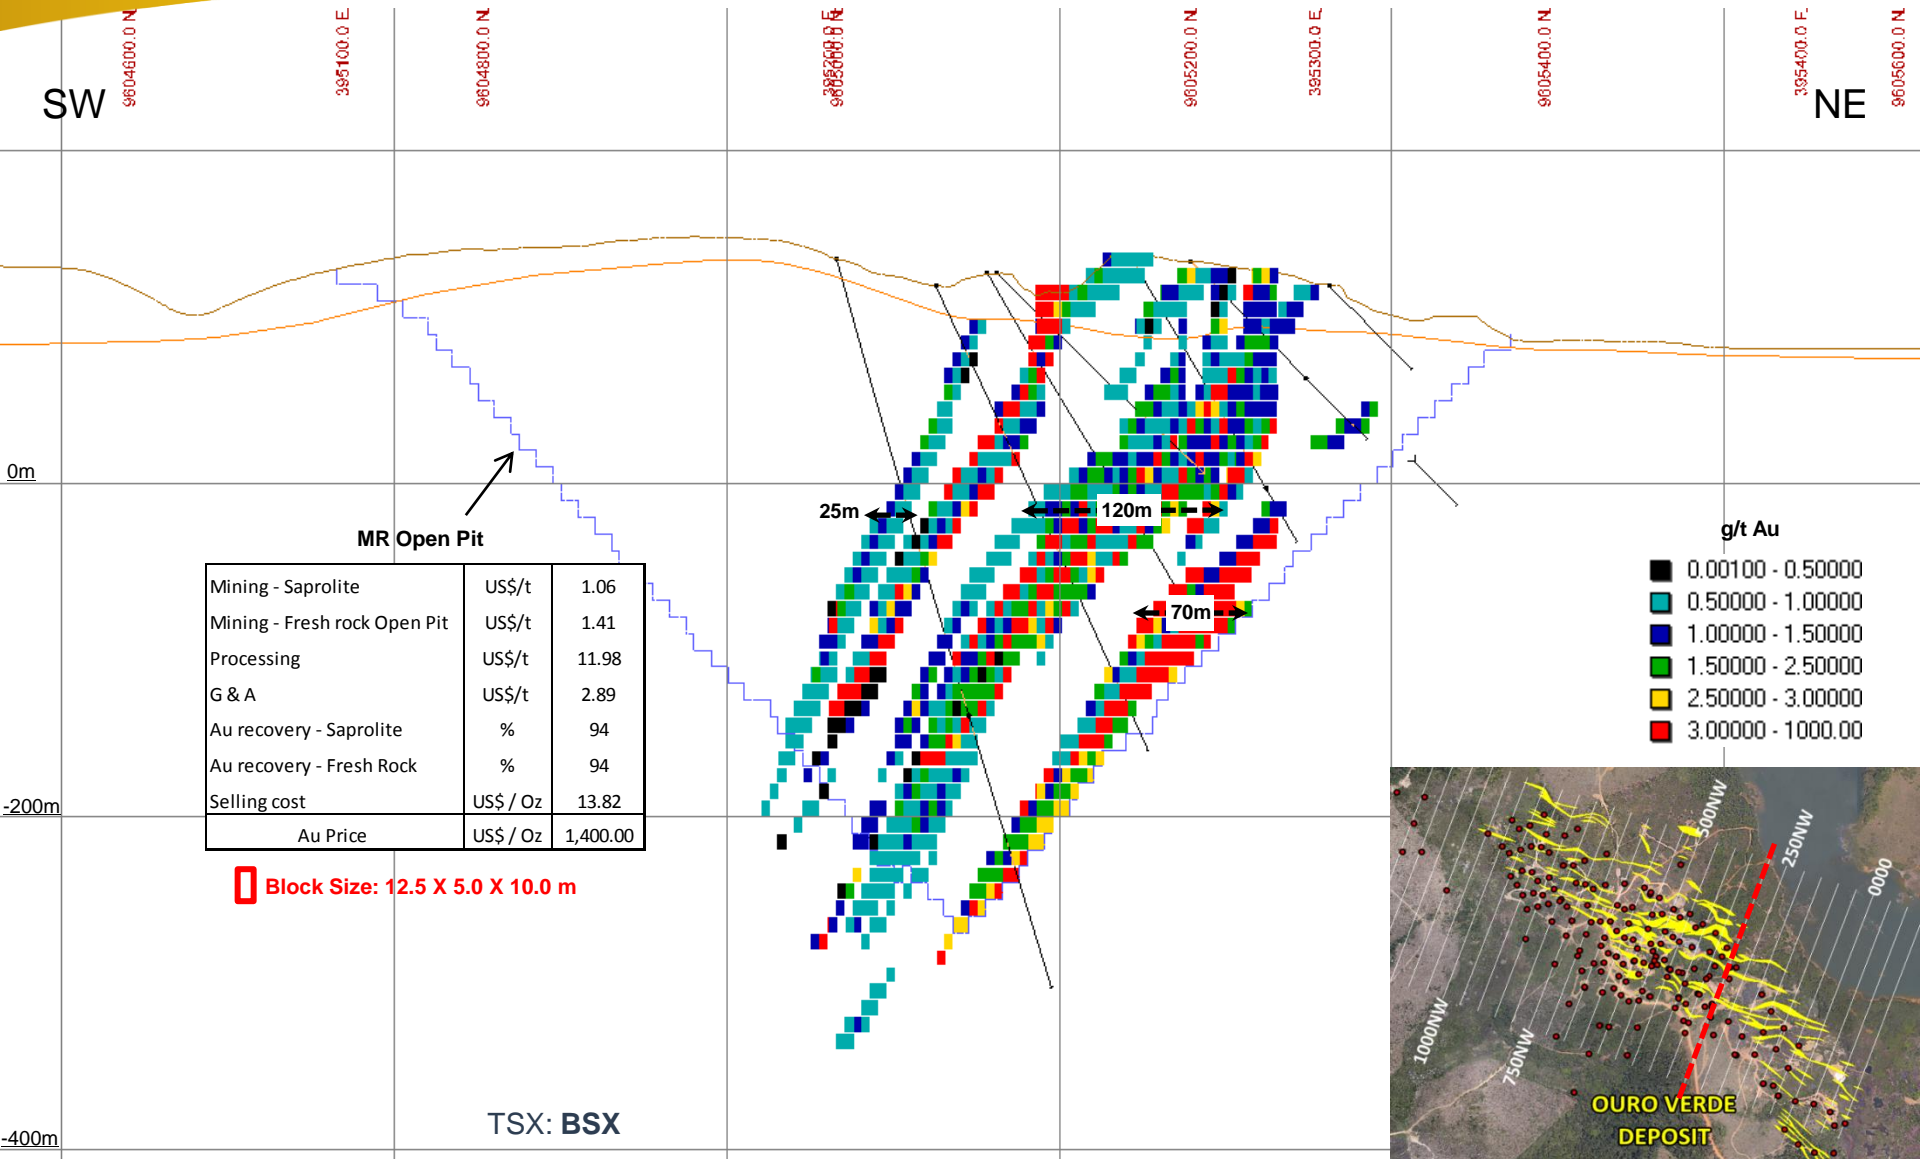 9604600.0 N
395100.0 E
9604800.0 N
9605000.0 N
9605200.0 N
395300.0 E
9605400.0 N
395400.0 E
9605600.0 N
SW
NE
0m
25m
120m
MR Open Pit
g/t Au
Mining - Saprolite US$/t 1.06
Mining - Fresh rock Open Pit US$/t 1.41
Processing US$/t 11.98
G & A US$/t 2.89
Au recovery - Saprolite % 94
Au recovery - Fresh Rock % 94
Selling cost US$ / Oz 13.82
Au Price US$ / Oz 1,400.00
0.00100 - 0.50000
0.50000 - 1.00000
1.00000 - 1.50000
1.50000 - 2.50000
2.50000 - 3.00000
3.00000 - 1000.00
70m
-200m
Block Size: 12.5 X 5.0 X 10.0 m
500NW
250NW
0000
1000NW
750NW
OURO VERDE
DEPOSIT
TSX: BSX
-400m